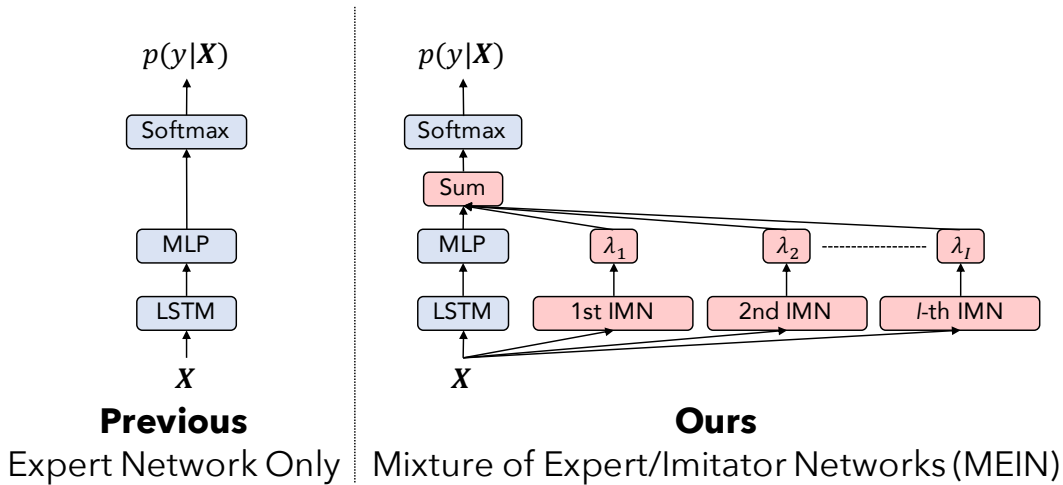 p(y|X)
Softmax
MLP
LSTM
X
Previous
Expert Network Only
p(y|X)
Softmax
Sum
MLP
λ₁
λ₂
λ_I
LSTM
1st IMN
2nd IMN
I-th IMN
X
Ours
Mixture of Expert/Imitator Networks (MEIN)